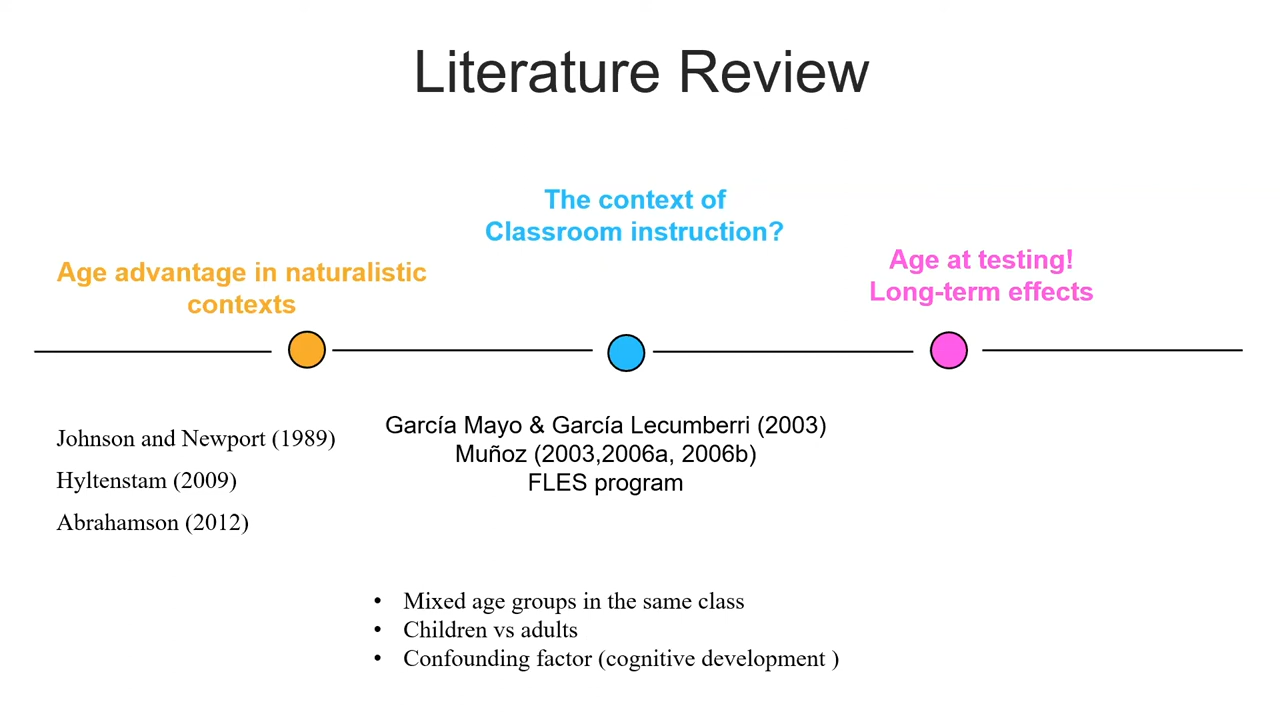 Literature Review
The context of
Classroom instruction?
Age at testing!
Long-term effects
Age advantage in naturalistic
contexts
Johnson and Newport (1989)
Hyltenstam (2009)
Abrahamson (2012)
García Mayo & García Lecumberri (2003)
Muñoz (2003,2006a, 2006b)
FLES program
• Mixed age groups in the same class
• Children vs adults
• Confounding factor (cognitive development )